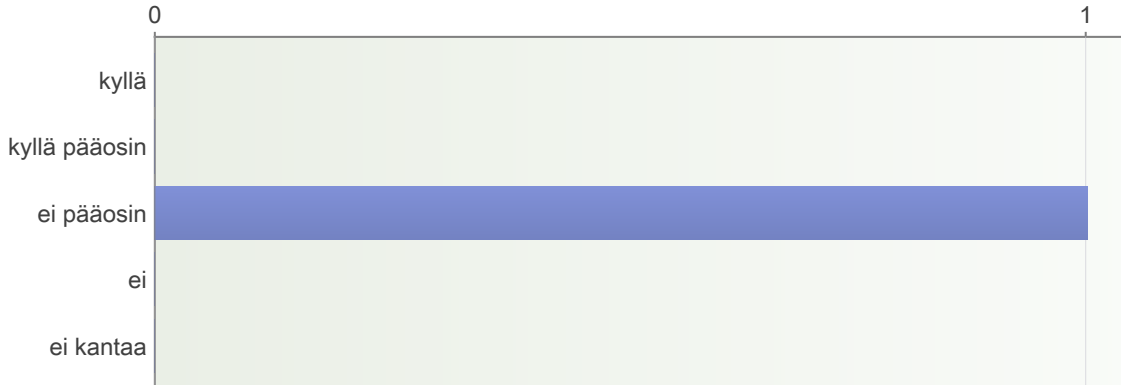 0 1
kyllä
kyllä pääosin
ei pääosin
ei
ei kantaa